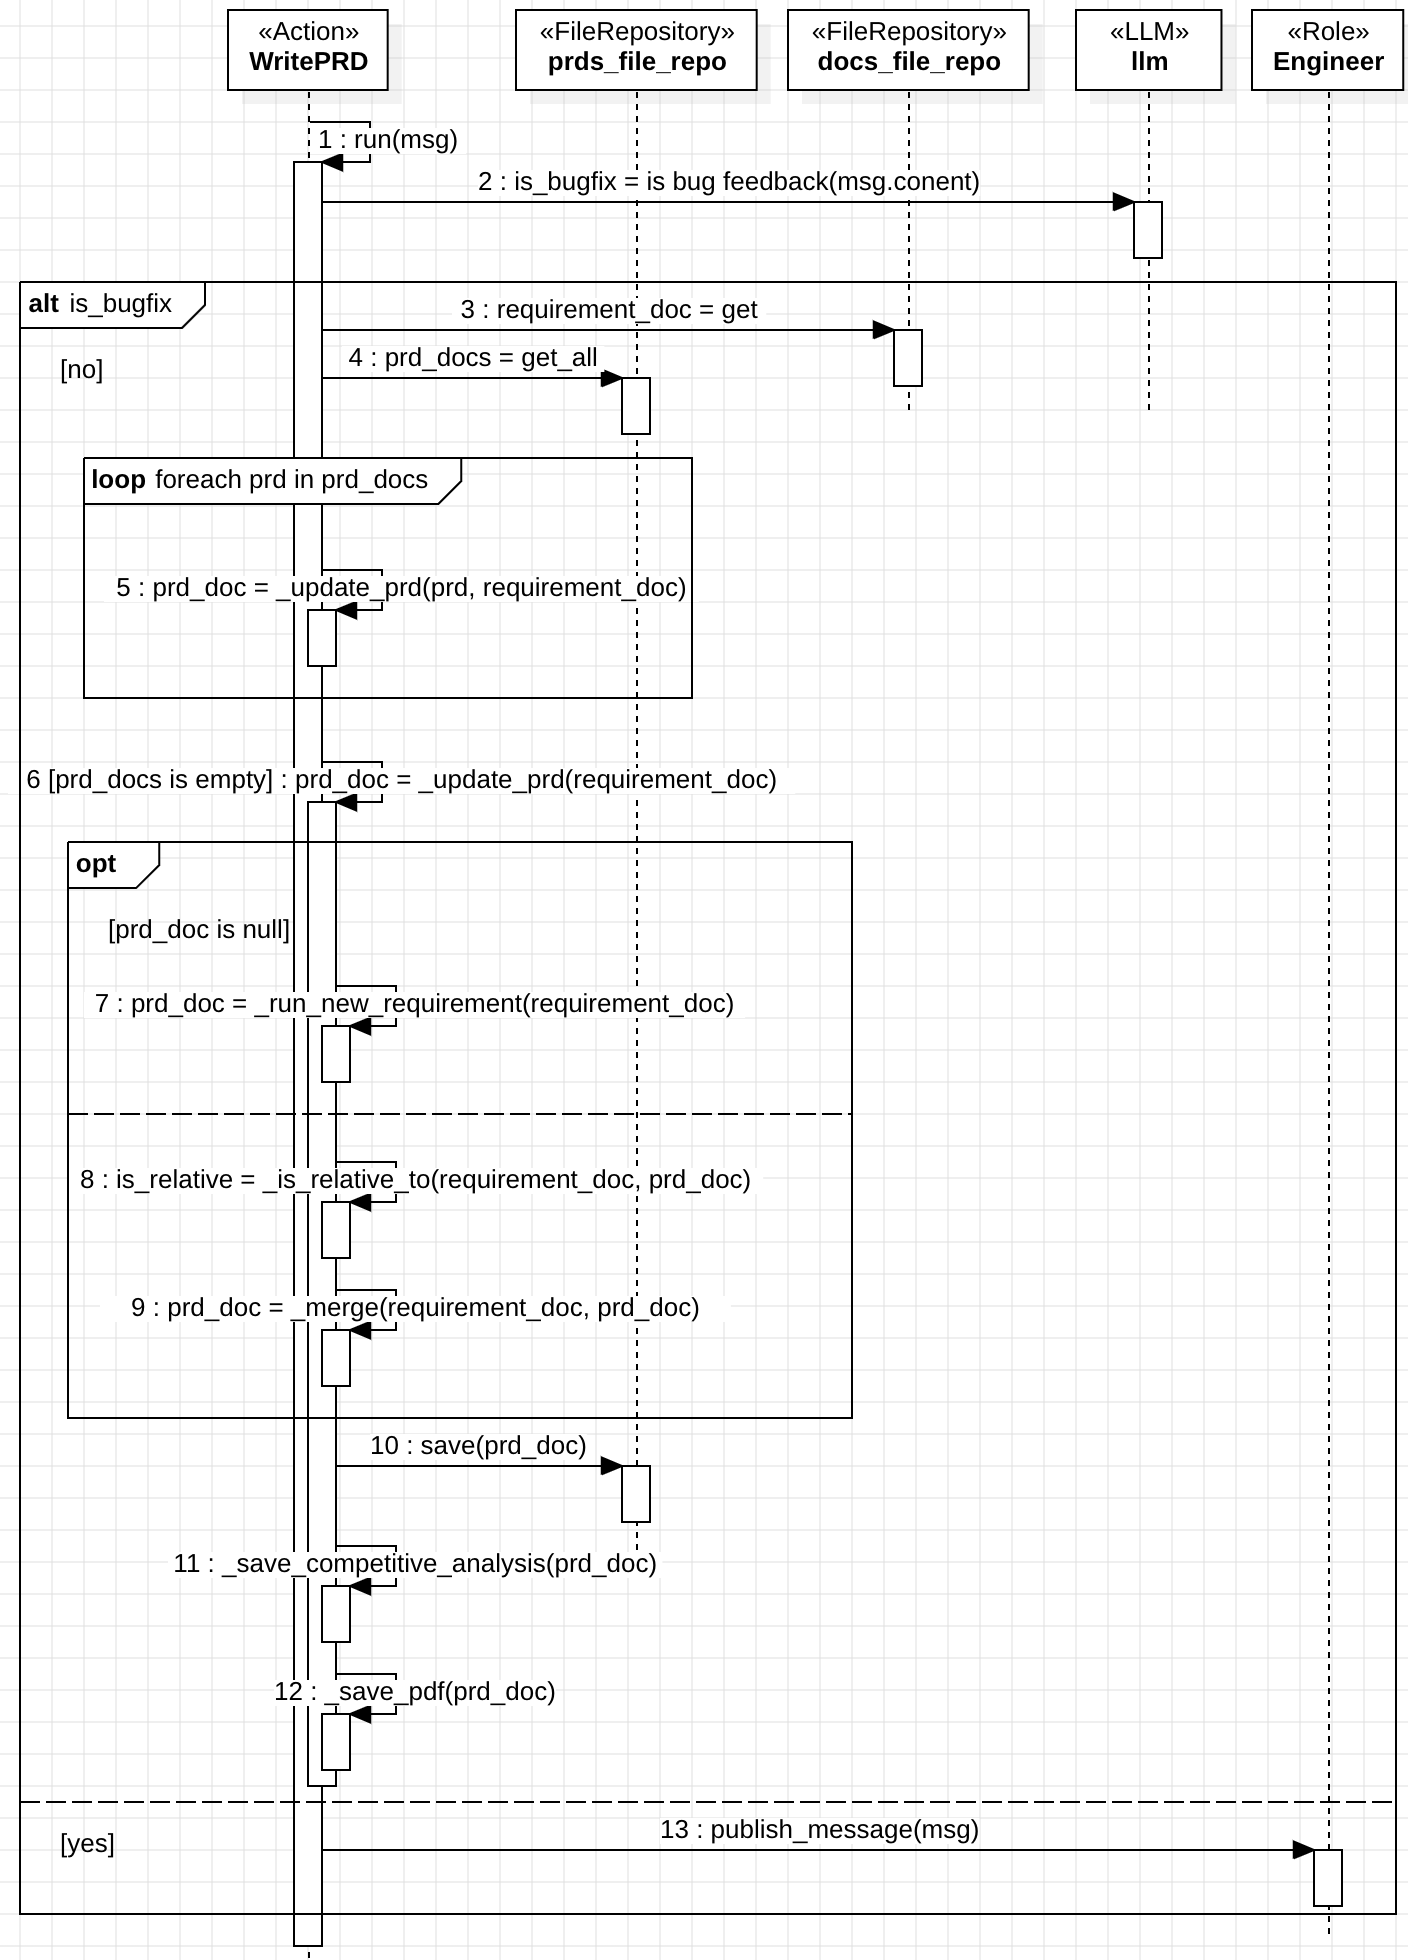 «Action»
WritePRD
«FileRepository»
prds_file_repo
«FileRepository»
docs_file_repo
«LLM»
llm
«Role»
Engineer
1 : run(msg)
2 : is_bugfix = is bug feedback(msg.conent)
alt is_bugfix
3 : requirement_doc = get
4 : prd_docs = get_all
[no]
loop foreach prd in prd_docs
5 : prd_doc = _update_prd(prd, requirement_doc)
6 [prd_docs is empty] : prd_doc = _update_prd(requirement_doc)
opt
[prd_doc is null]
7 : prd_doc = _run_new_requirement(requirement_doc)
8 : is_relative = _is_relative_to(requirement_doc, prd_doc)
9 : prd_doc = _merge(requirement_doc, prd_doc)
10 : save(prd_doc)
11 : _save_competitive_analysis(prd_doc)
12 : _save_pdf(prd_doc)
13 : publish_message(msg)
[yes]